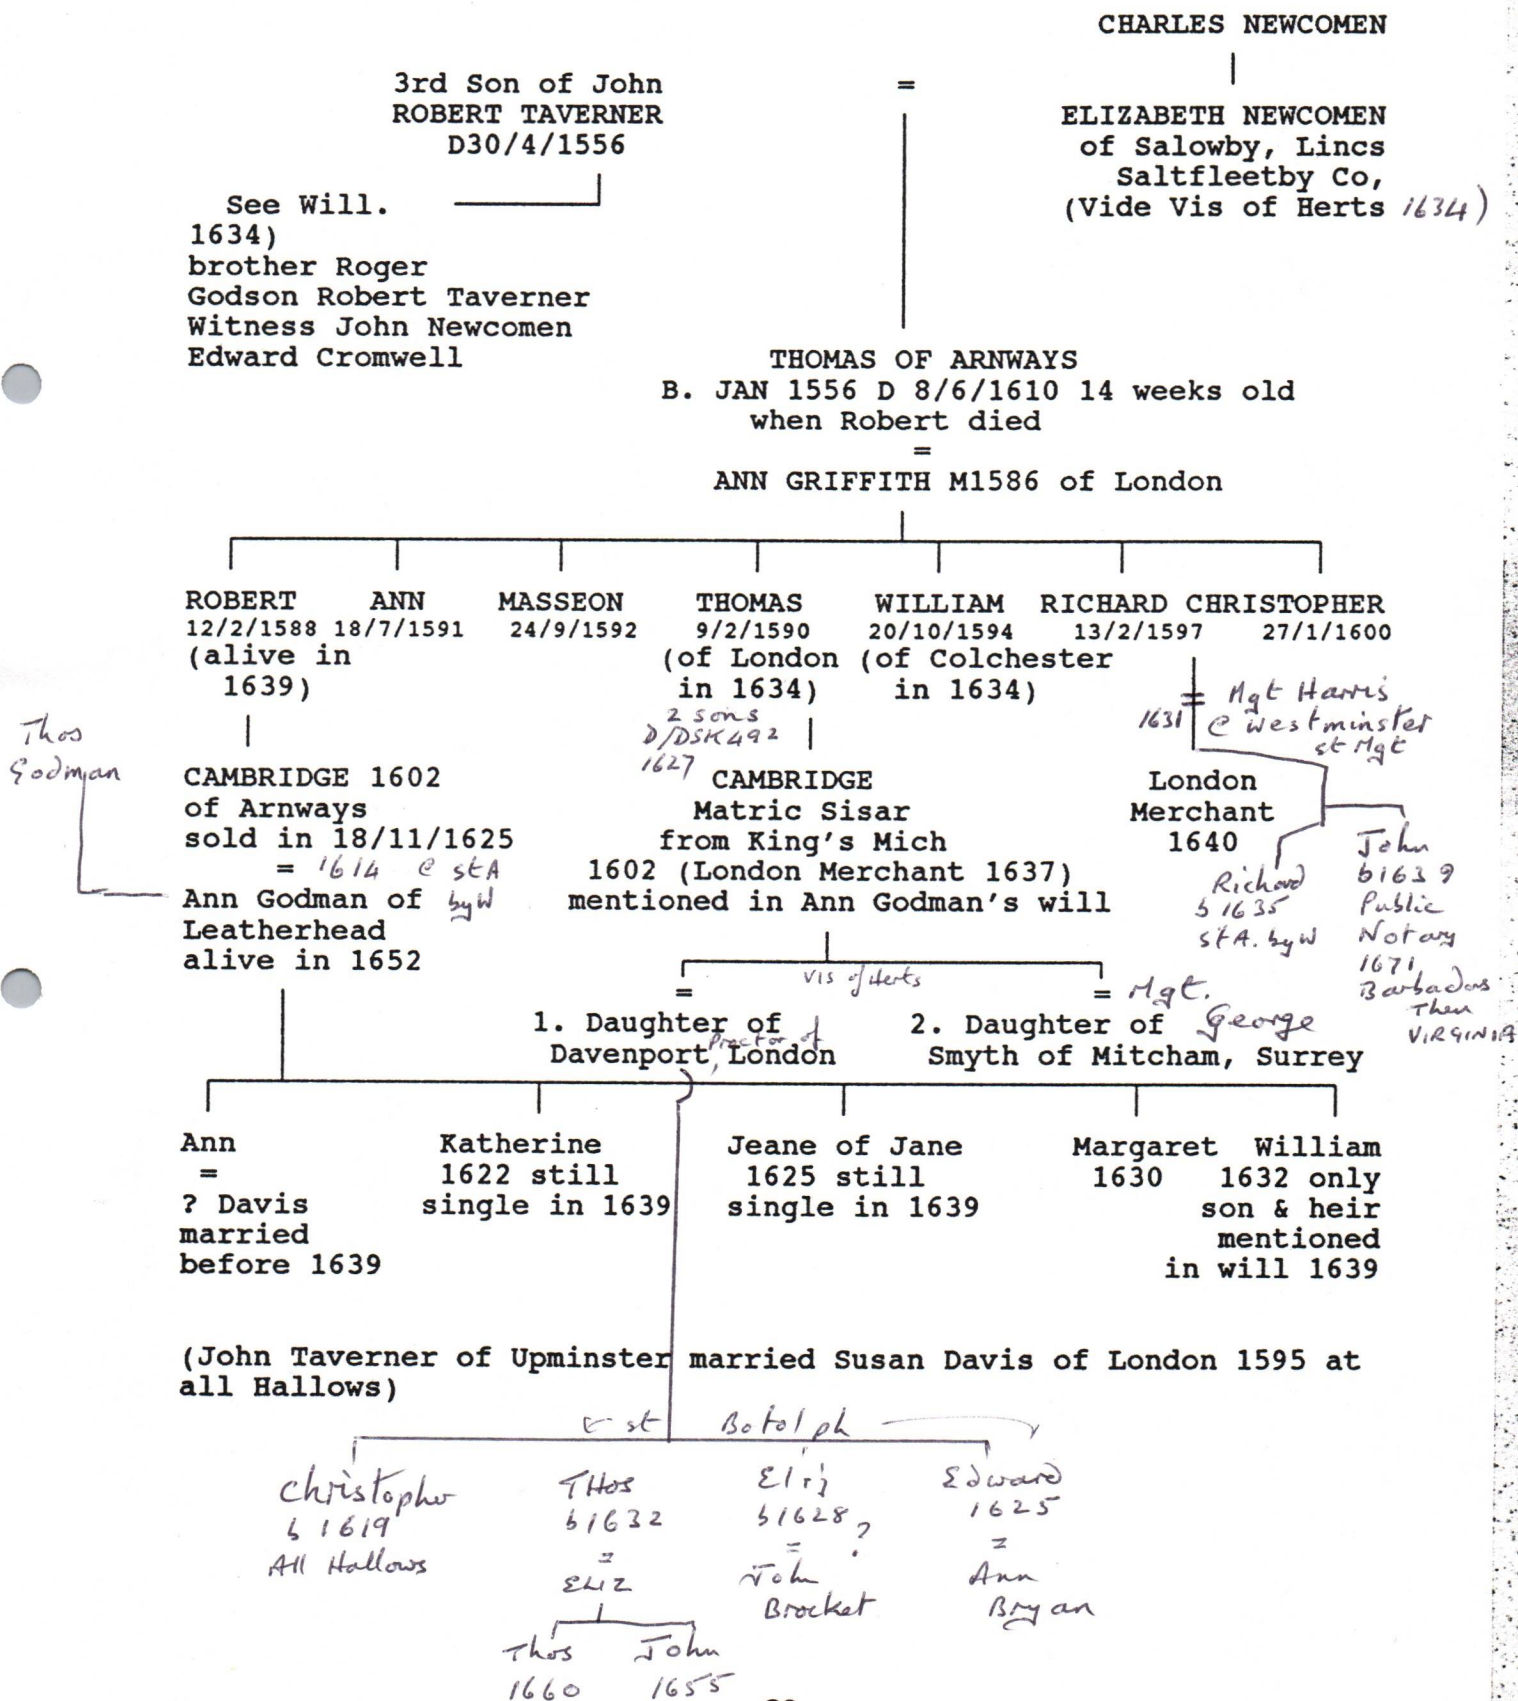 CHARLES NEWCOMEN
3rd Son of John
=
ROBERT TAVERNER
D30/4/1556
ELIZABETH NEWCOMEN
of Salowby, Lincs
Saltfleetby Co,
(Vide Vis of Herts 1634)
See Will.
1634)
brother Roger
Godson Robert Taverner
Witness John Newcomen
Edward Cromwell
THOMAS OF ARNWAYS
B. JAN 1556 D 8/6/1610 14 weeks old
when Robert died
=
ANN GRIFFITH M1586 of London
ROBERT ANN MASSEON THOMAS WILLIAM RICHARD CHRISTOPHER
12/2/1588 18/7/1591 24/9/1592 9/2/1590 20/10/1594 13/2/1597 27/1/1600
(alive in
1639)
(of London
in 1634)
(of Colchester
in 1634)
2 sons
D/DSK492
1627
1631
= Mgt Harris
@ Westminster
st Mgt
Thos
Godman
CAMBRIDGE 1602
of Arnways
sold in 18/11/1625
= 1614 @ stA
Ann Godman of byW
Leatherhead
alive in 1652
CAMBRIDGE
Matric Sisar
from King's Mich
1602 (London Merchant 1637)
mentioned in Ann Godman's will
London
Merchant
1640
Richard
b 1635
stA. byW
John
b1639
Public
Notary
1671
Barbados
Then
VIRGINIA
Vis of Herts
=
1. Daughter of
Proctor of
Davenport, London
= Mgt.
2. Daughter of George
Smyth of Mitcham, Surrey
Ann
=
? Davis
married
before 1639
Katherine
1622 still
single in 1639
Jeane of Jane
1625 still
single in 1639
Margaret
1630
William
1632 only
son & heir
mentioned
in will 1639
(John Taverner of Upminster married Susan Davis of London 1595 at
all Hallows)
st Botolph
Christopher
b 1619
All Hallows
THos
b1632
=
ELIZ
Eliz
b1628 ?
=
John
Brocket
Edward
1625
=
Ann
Bryan
Thos
1660
John
1655